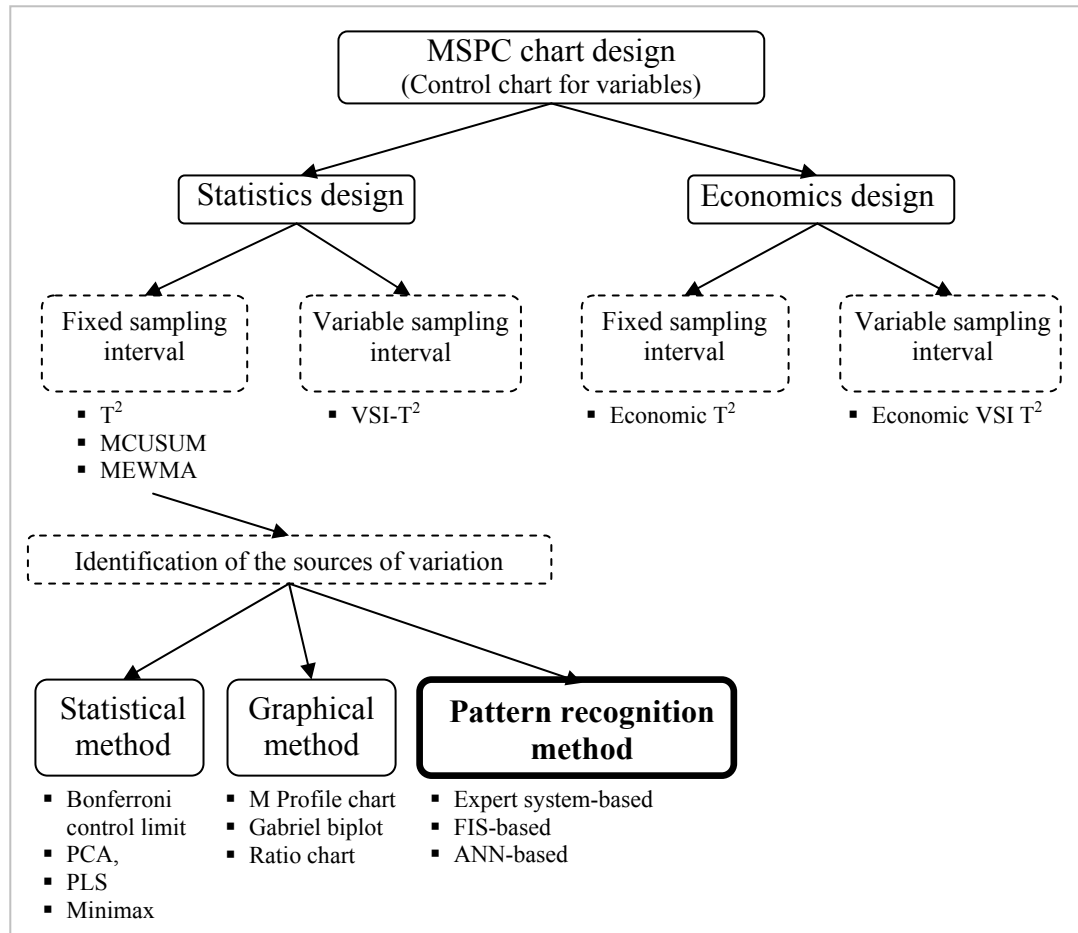 MSPC chart design
(Control chart for variables)
Statistics design
Economics design
Fixed sampling
interval
Variable sampling
interval
Fixed sampling
interval
Variable sampling
interval
▪ T²
▪ MCUSUM
▪ MEWMA
▪ VSI-T²
▪ Economic T²
▪ Economic VSI T²
Identification of the sources of variation
Statistical
method
Graphical
method
Pattern recognition
method
▪ Bonferroni
control limit
▪ PCA,
▪ PLS
▪ Minimax
▪ M Profile chart
▪ Gabriel biplot
▪ Ratio chart
▪ Expert system-based
▪ FIS-based
▪ ANN-based